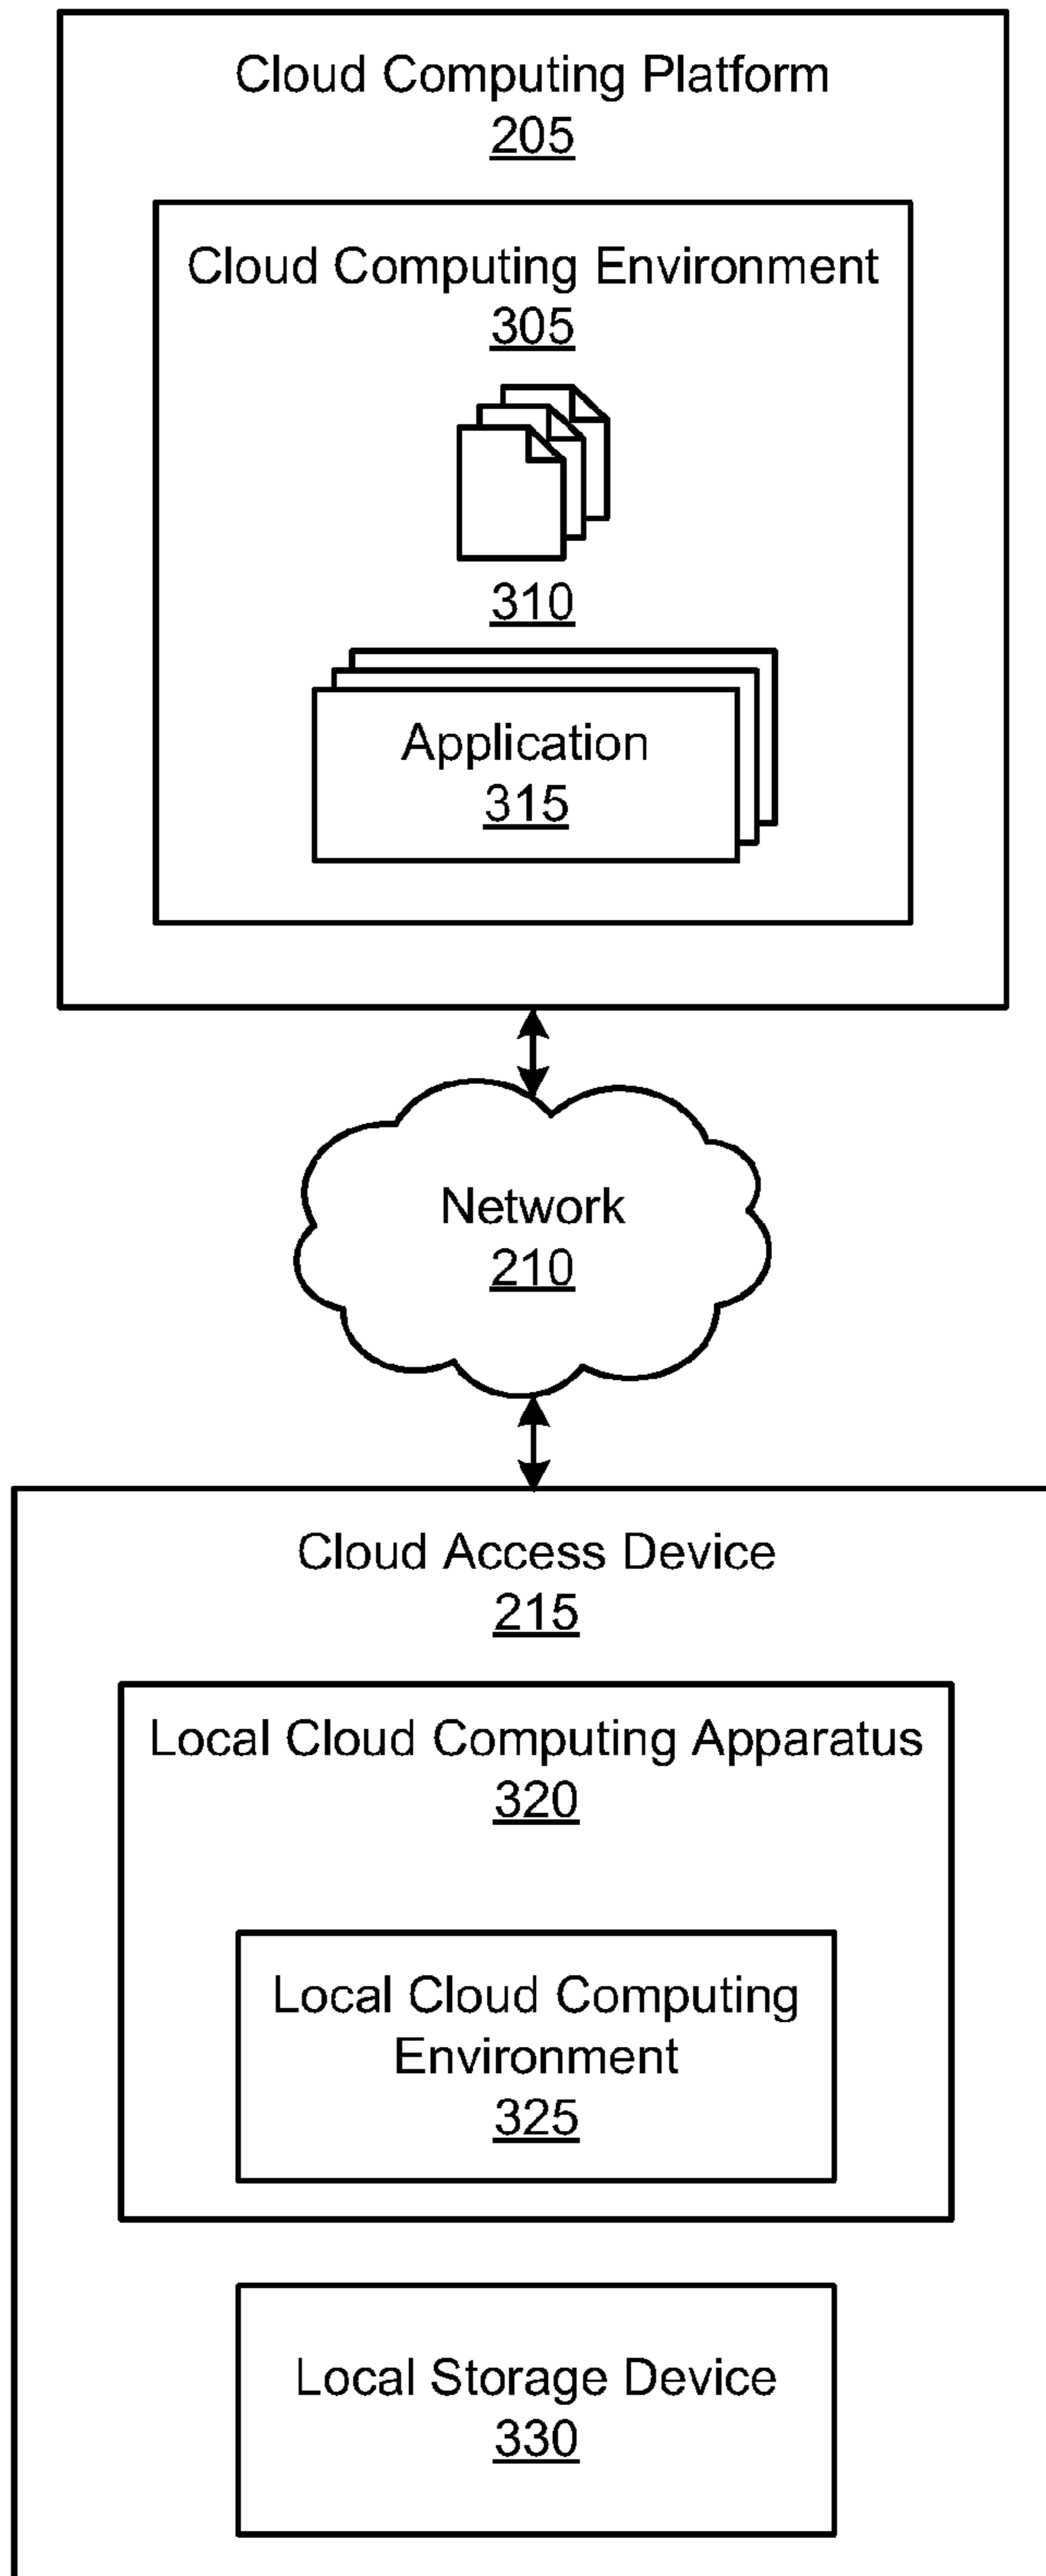 Cloud Computing Platform
205
Cloud Computing Environment
305
310
Application
315
Network
210
Cloud Access Device
215
Local Cloud Computing Apparatus
320
Local Cloud Computing
Environment
325
Local Storage Device
330